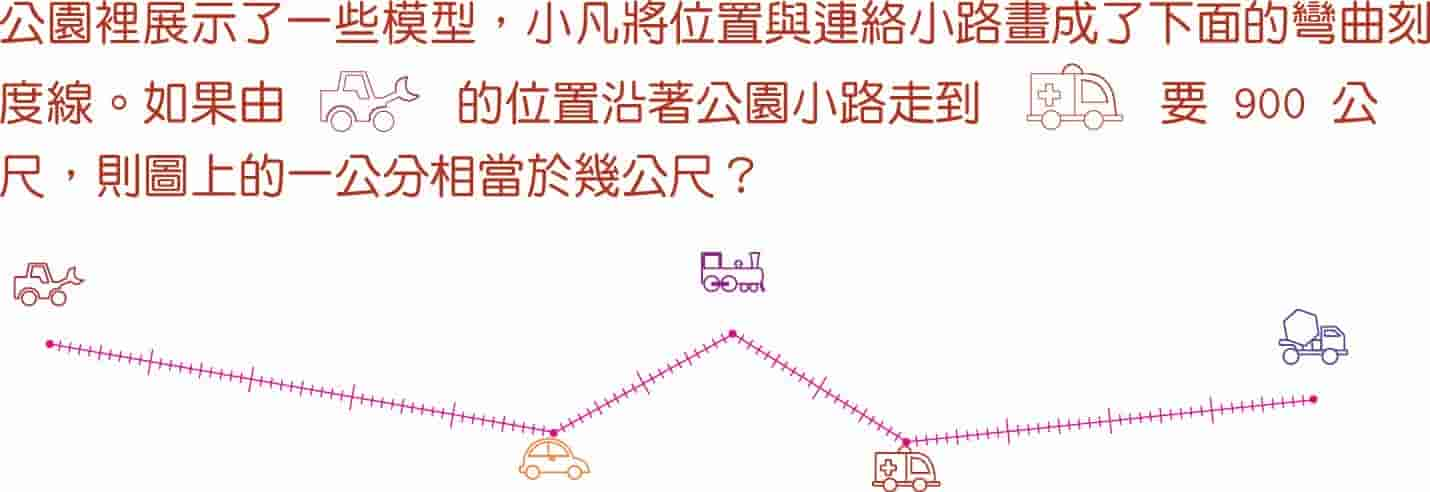 公園裡展示了一些模型，小凡將位置與連絡小路畫成了下面的彎曲刻
度線。如果由 的位置沿著公園小路走到 要 900 公
尺，則圖上的一公分相當於幾公尺？